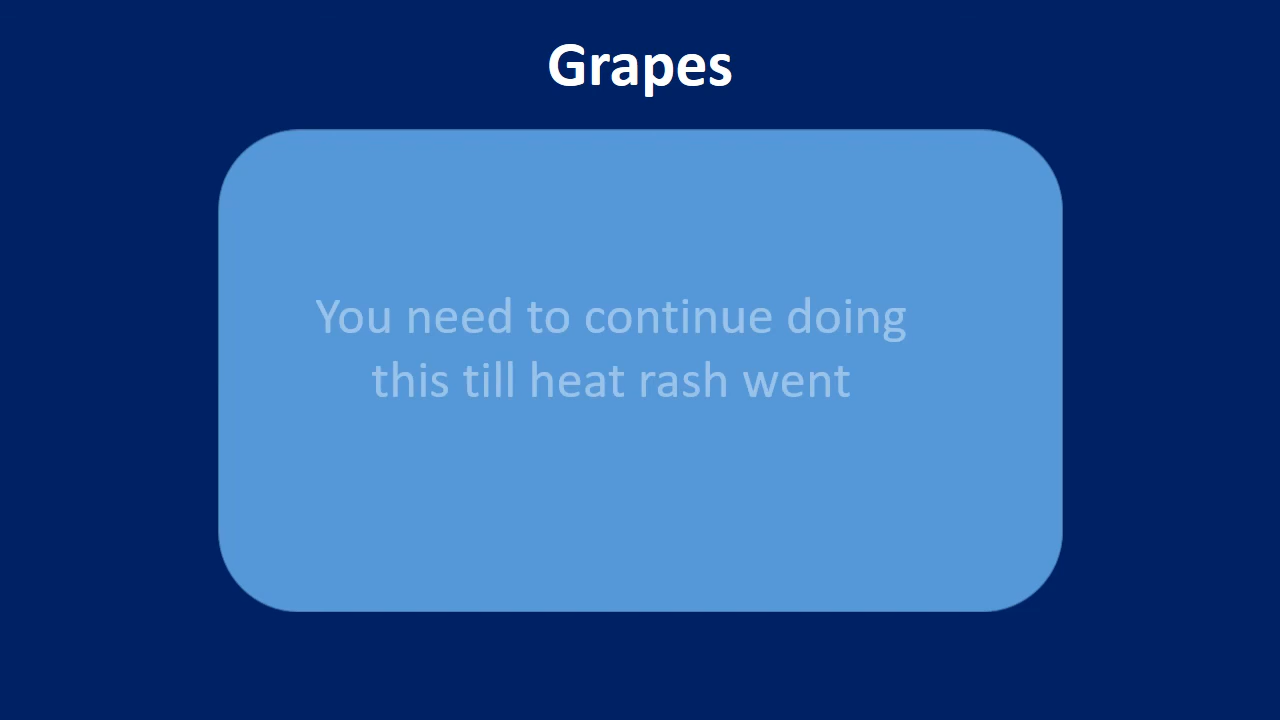 Grapes
You need to continue doing
this till heat rash went